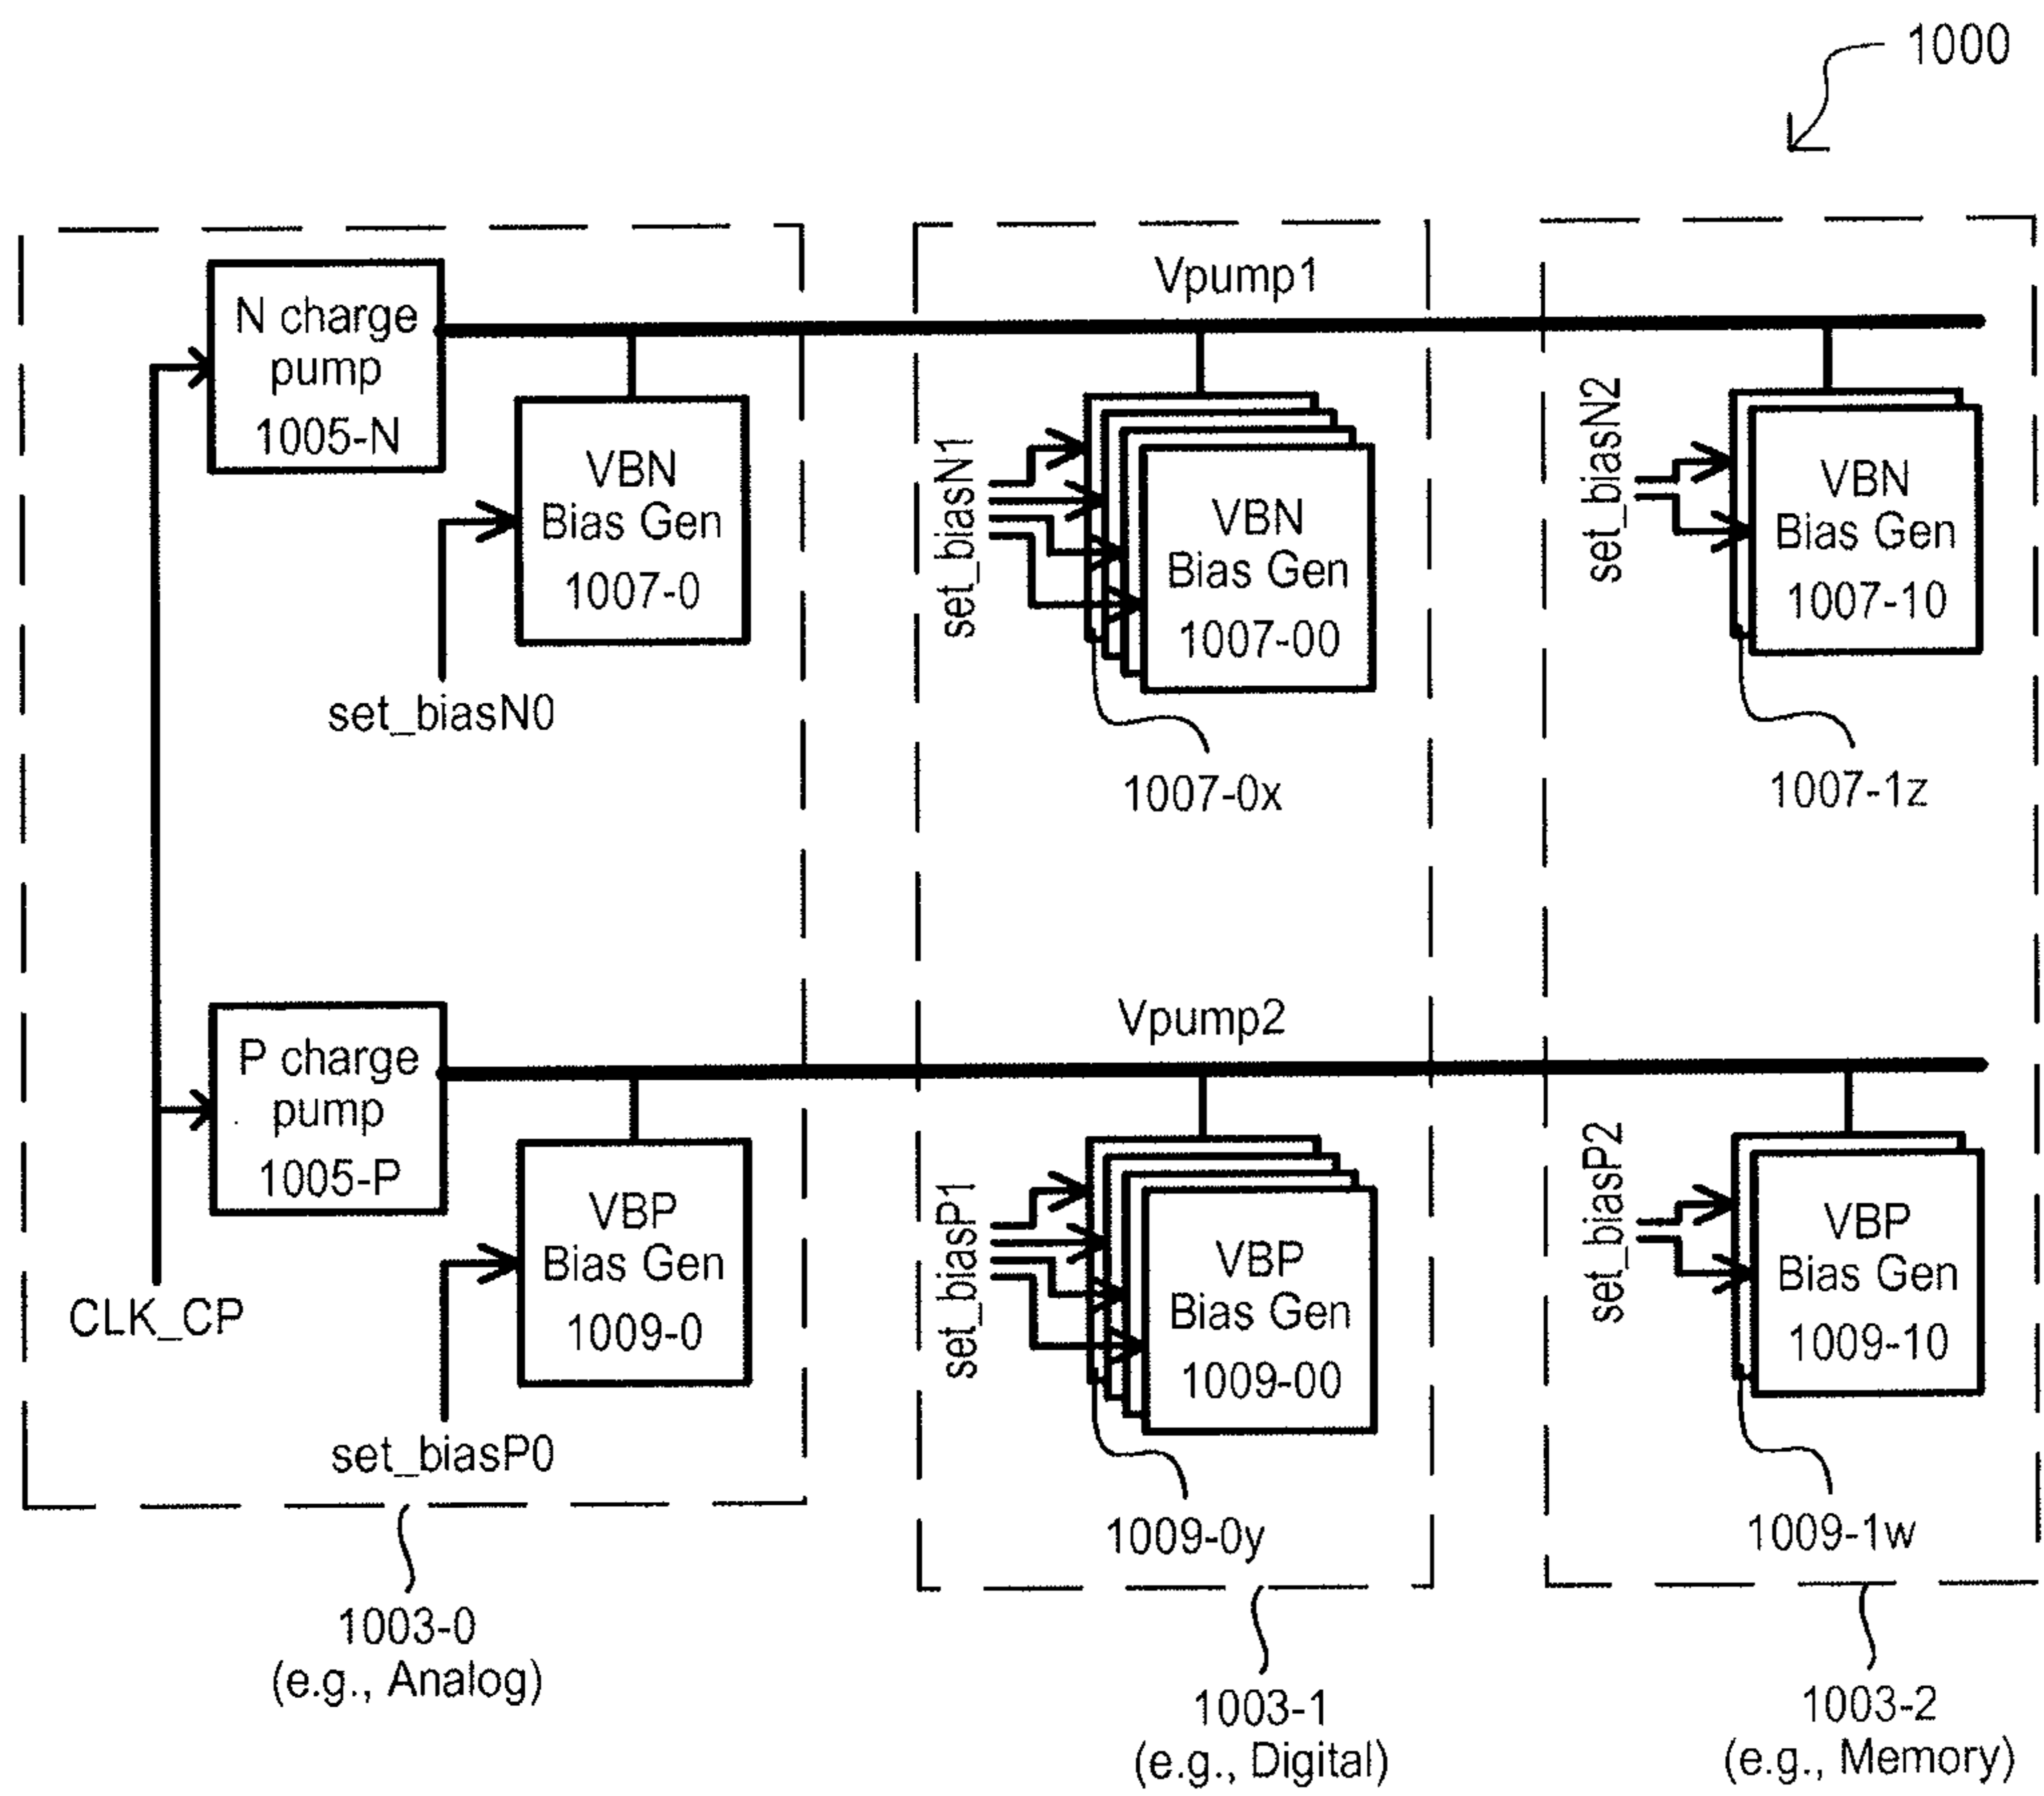 1000
N charge
pump
1005-N
VBN
Bias Gen
1007-0
set_biasN0
Vpump1
set_biasN1
VBN
Bias Gen
1007-00
1007-0x
set_biasN2
VBN
Bias Gen
1007-10
1007-1z
P charge
pump
1005-P
CLK_CP
VBP
Bias Gen
1009-0
set_biasP0
Vpump2
set_biasP1
VBP
Bias Gen
1009-00
1009-0y
set_biasP2
VBP
Bias Gen
1009-10
1009-1w
1003-0
(e.g., Analog)
1003-1
(e.g., Digital)
1003-2
(e.g., Memory)